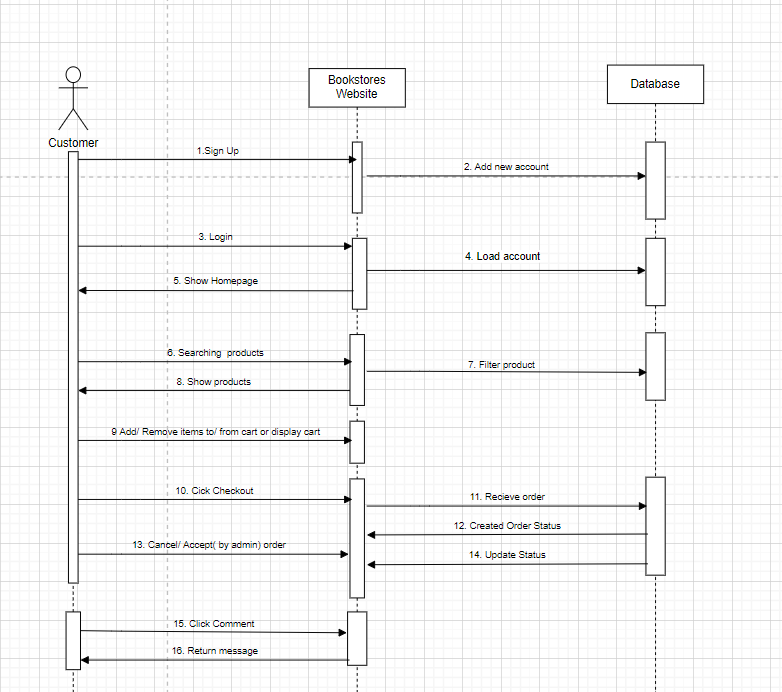 Bookstores
Website
Database
Customer
1.Sign Up
2. Add new account
3. Login
4. Load account
5. Show Homepage
6. Searching  products
7. Filter product
8. Show products
9 Add/ Remove items to/ from cart or display cart
10. Cick Checkout
11. Recieve order
12. Created Order Status
13. Cancel/ Accept( by admin) order
14. Update Status
15. Click Comment
16. Return message